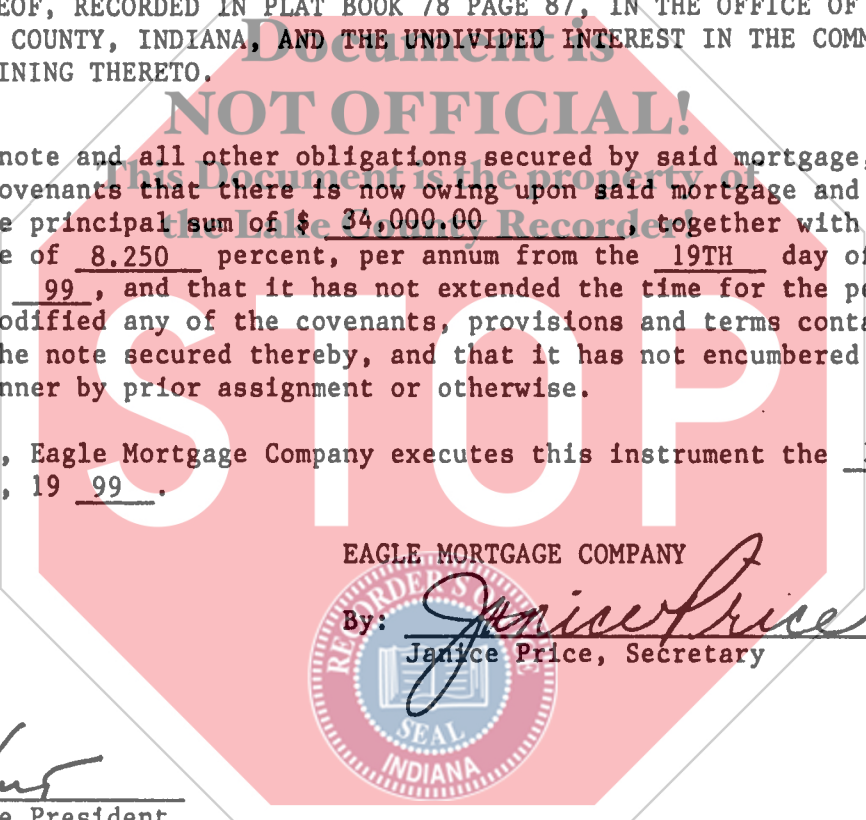 EOF, RECORDED IN PLAT BOOK 78 PAGE 87, IN THE OFFICE OF
COUNTY, INDIANA, AND THE UNDIVIDED INTEREST IN THE COMM
INING THERETO.
Document is
NOT OFFICIAL!
This Document is the property of
the Lake County Recorder!
note and all other obligations secured by said mortgage,
ovenants that there is now owing upon said mortgage and
e principal sum of $ 34,000.00 , together with
e of 8.250 percent, per annum from the 19TH day of
99 , and that it has not extended the time for the pe
odified any of the covenants, provisions and terms conta
he note secured thereby, and that it has not encumbered
nner by prior assignment or otherwise.
STOP
, Eagle Mortgage Company executes this instrument the
, 19 99 .
EAGLE MORTGAGE COMPANY
By: Janice Price
Janice Price, Secretary
RECORDER'S OFFICE
SEAL
INDIANA
e President